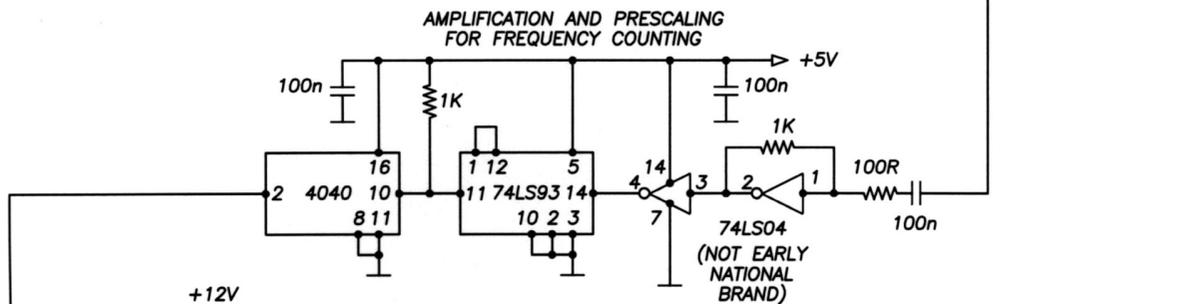 AMPLIFICATION AND PRESCALING
FOR FREQUENCY COUNTING
+5V
100n
1K
100n
1K
16
1 12
5
14
100R
2 4040 10
11 74LS93 14
4
3
2
1
8 11
10 2 3
7
74LS04
100n
(NOT EARLY
NATIONAL
BRAND)
+12V